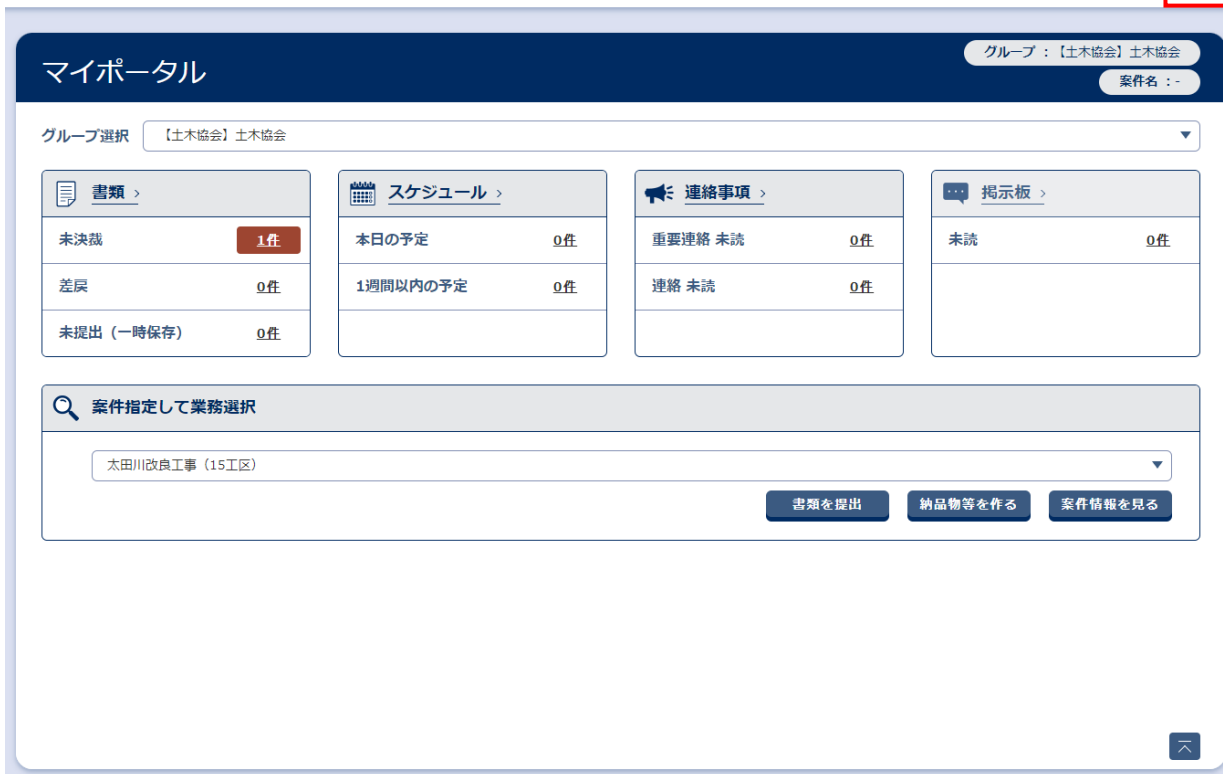 マイポータル
グループ ： 【土木協会】土木協会
案件名 ：-
グループ選択
【土木協会】土木協会
書類 >
未決裁 1件
差戻 0件
未提出（一時保存） 0件
スケジュール >
本日の予定 0件
1週間以内の予定 0件
連絡事項 >
重要連絡 未読 0件
連絡 未読 0件
掲示板 >
未読 0件
案件指定して業務選択
太田川改良工事（15工区）
書類を提出 納品物等を作る 案件情報を見る